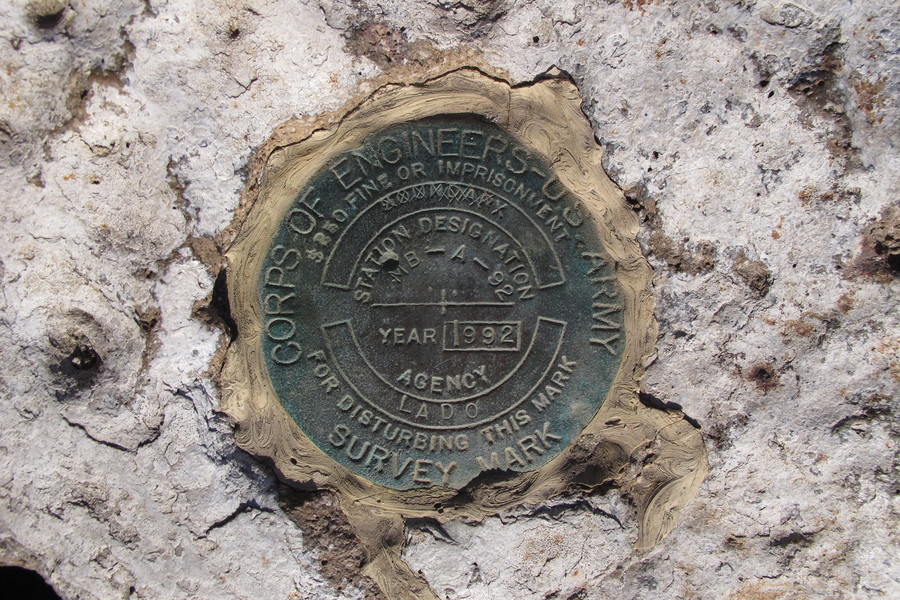 CORPS OF ENGINEERS-U.S. ARMY
$250-FINE OR IMPRISONMENT
STATION DESIGNATION
MB-A-92
YEAR 1992
AGENCY
LADO
FOR DISTURBING THIS MARK
SURVEY MARK